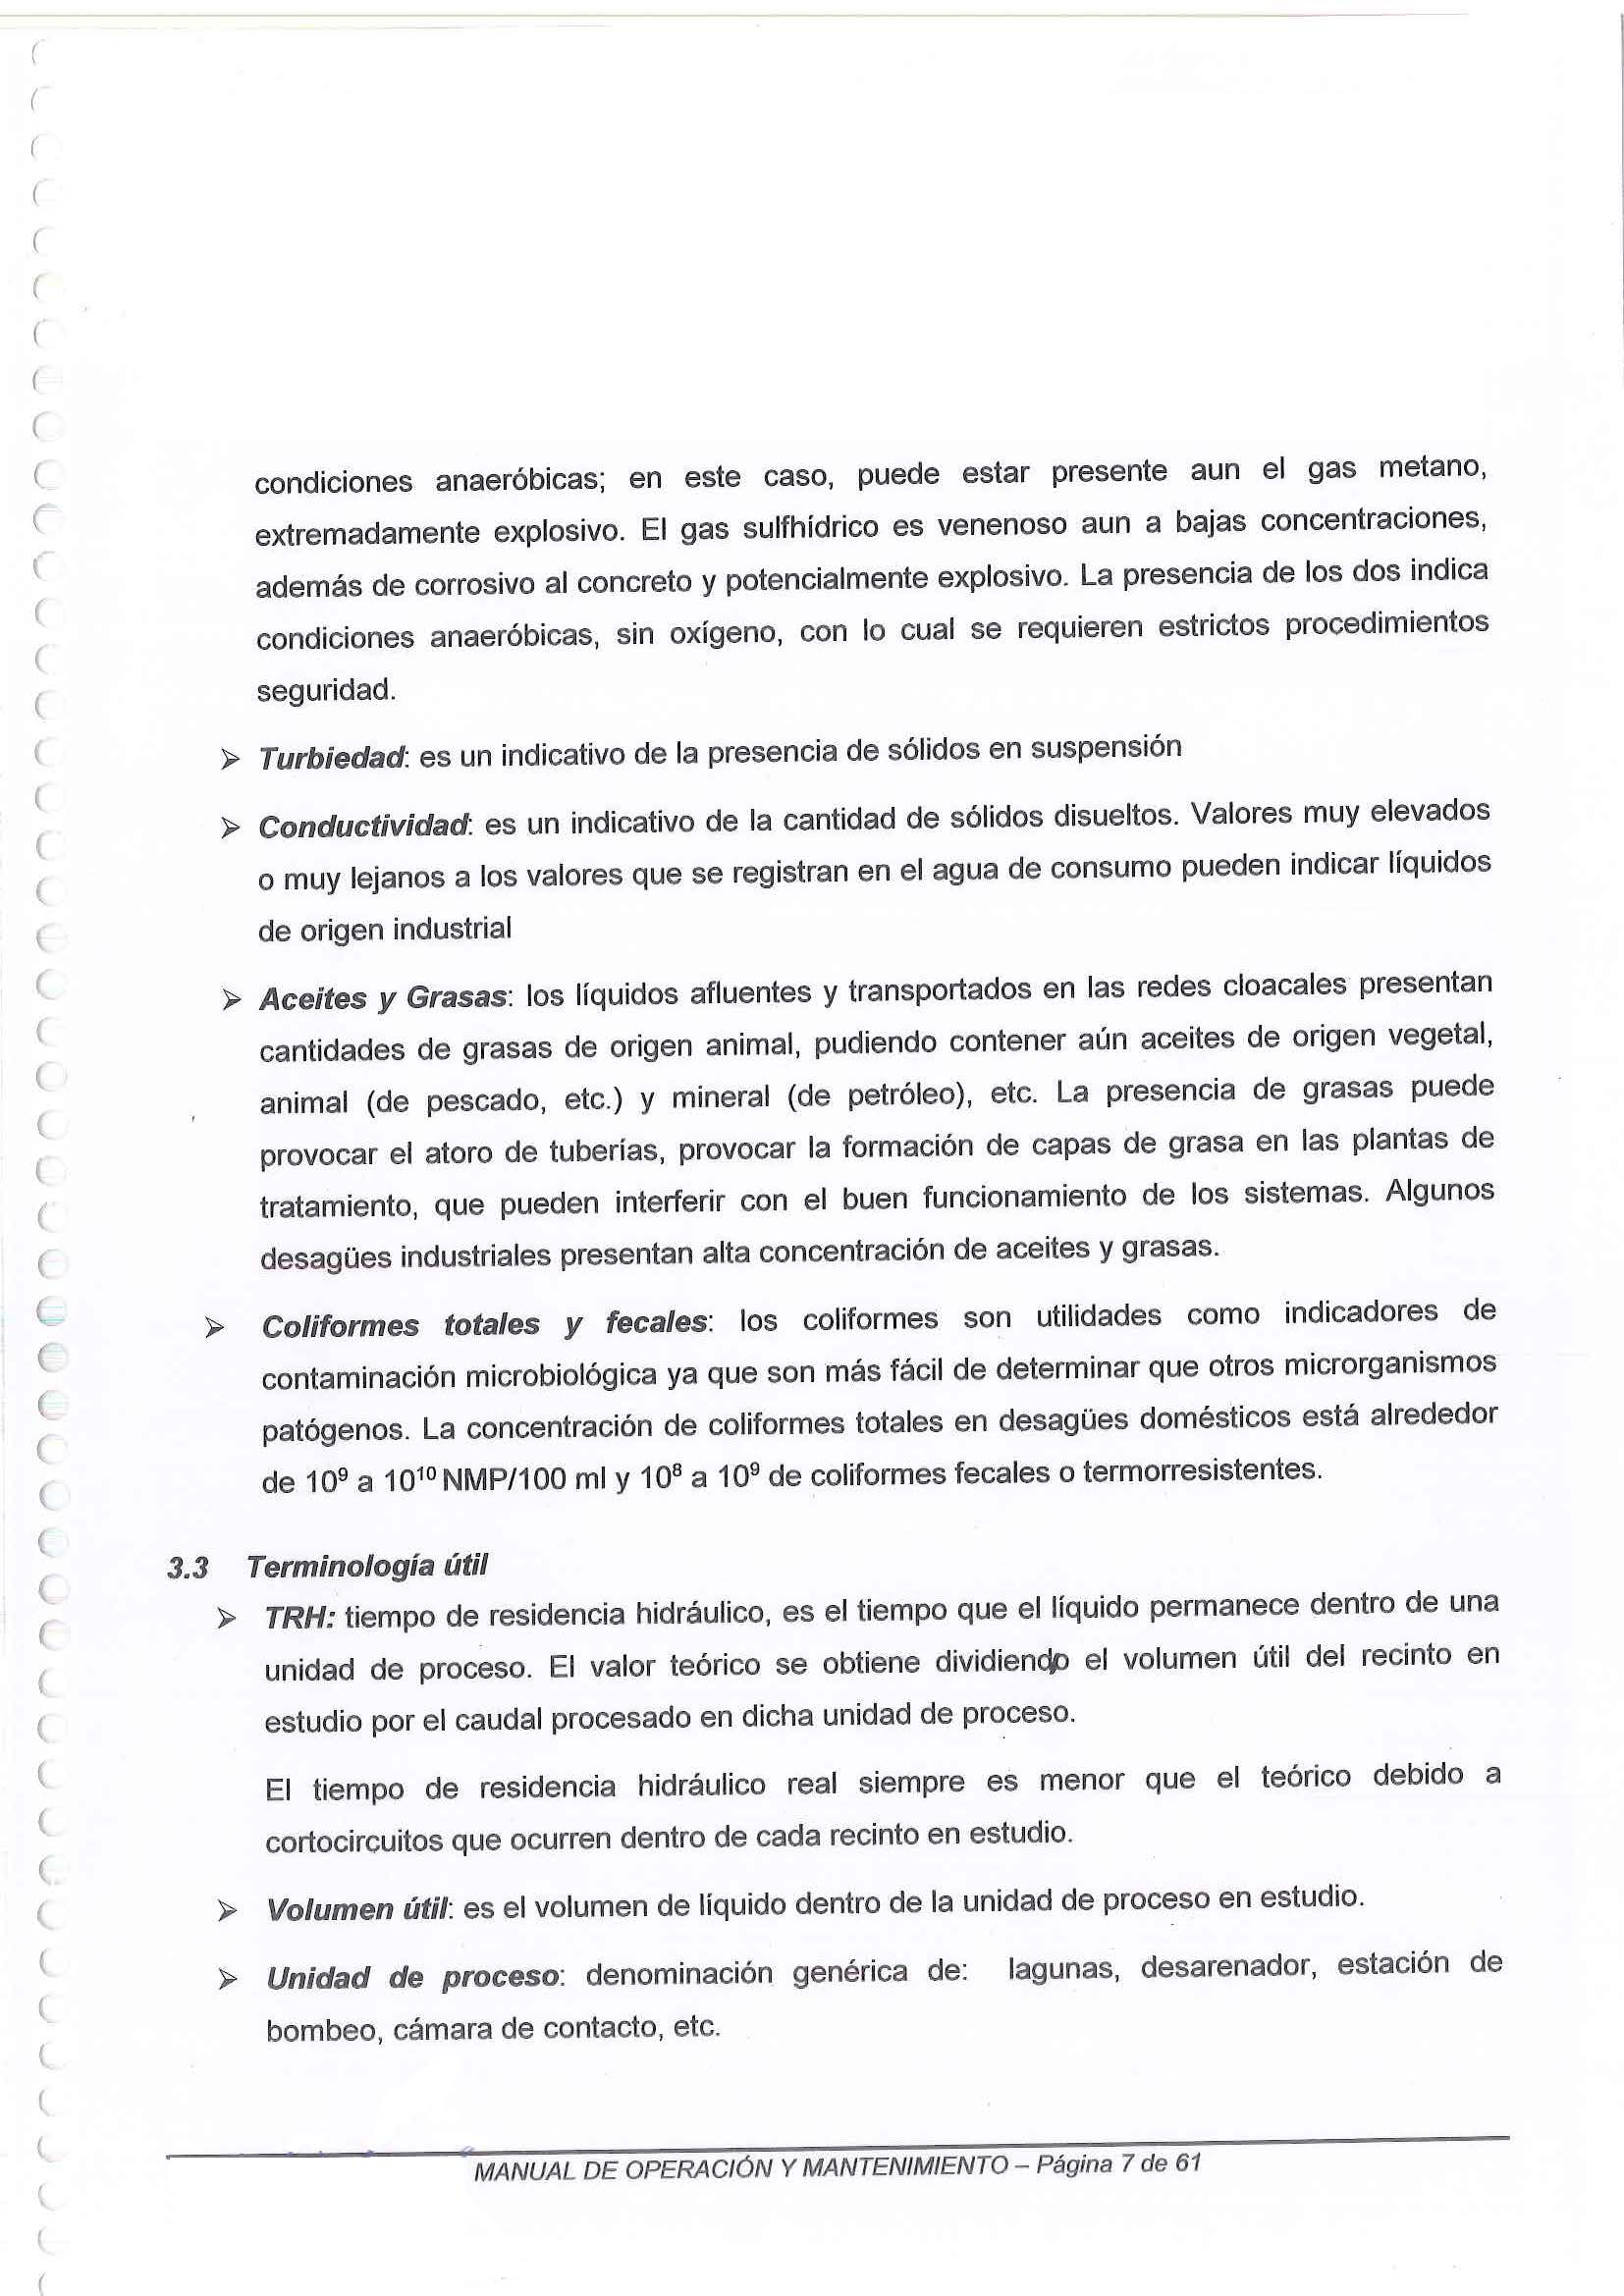 condiciones anaeróbicas; en este caso, puede estar presente aun el gas metano,
extremadamente explosivo. El gas sulfhídrico es venenoso aun a bajas concentraciones,
además de corrosivo al concreto y potencialmente explosivo. La presencia de los dos indica
condiciones anaeróbicas, sin oxígeno, con lo cual se requieren estrictos procedimientos
seguridad.
➢ Turbiedad: es un indicativo de la presencia de sólidos en suspensión
➢ Conductividad: es un indicativo de la cantidad de sólidos disueltos. Valores muy elevados
o muy lejanos a los valores que se registran en el agua de consumo pueden indicar líquidos
de origen industrial
➢ Aceites y Grasas: los líquidos afluentes y transportados en las redes cloacales presentan
cantidades de grasas de origen animal, pudiendo contener aún aceites de origen vegetal,
animal (de pescado, etc.) y mineral (de petróleo), etc. La presencia de grasas puede
provocar el atoro de tuberías, provocar la formación de capas de grasa en las plantas de
tratamiento, que pueden interferir con el buen funcionamiento de los sistemas. Algunos
desagües industriales presentan alta concentración de aceites y grasas.
➢ Coliformes totales y fecales: los coliformes son utilidades como indicadores de
contaminación microbiológica ya que son más fácil de determinar que otros microrganismos
patógenos. La concentración de coliformes totales en desagües domésticos está alrededor
de 10⁹ a 10¹⁰ NMP/100 ml y 10⁸ a 10⁹ de coliformes fecales o termorresistentes.
3.3 Terminología útil
➢ TRH: tiempo de residencia hidráulico, es el tiempo que el líquido permanece dentro de una
unidad de proceso. El valor teórico se obtiene dividiendo el volumen útil del recinto en
estudio por el caudal procesado en dicha unidad de proceso.
El tiempo de residencia hidráulico real siempre es menor que el teórico debido a
cortocircuitos que ocurren dentro de cada recinto en estudio.
➢ Volumen útil: es el volumen de líquido dentro de la unidad de proceso en estudio.
➢ Unidad de proceso: denominación genérica de: lagunas, desarenador, estación de
bombeo, cámara de contacto, etc.
MANUAL DE OPERACIÓN Y MANTENIMIENTO – Página 7 de 61